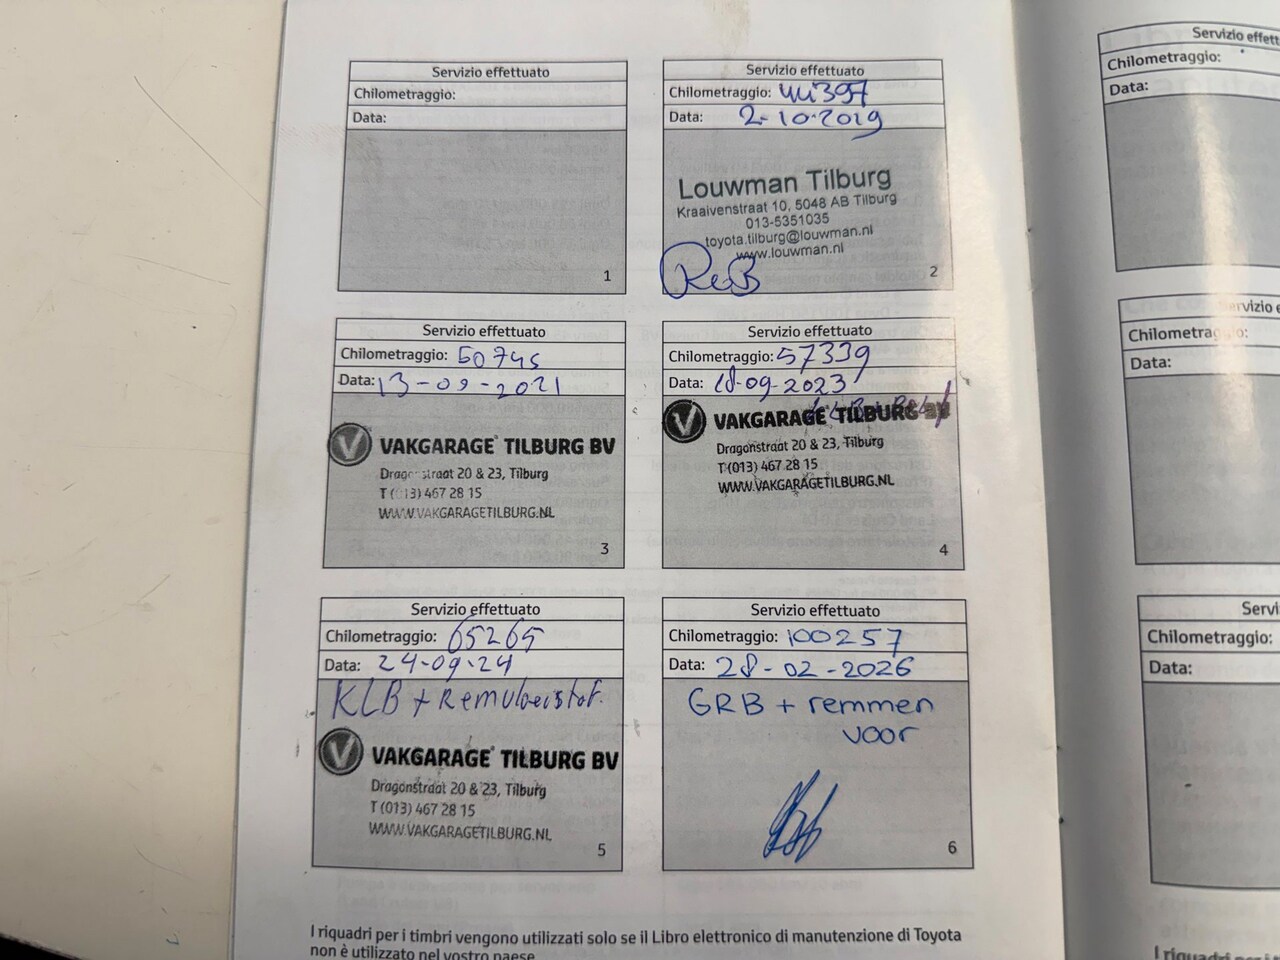 Servizio effettuato
Chilometraggio:
Data:
1
Servizio effettuato
Chilometraggio: 44397
Data: 2-10-2019
Louwman Tilburg
Kraaivenstraat 10, 5048 AB Tilburg
013-5351035
toyota.tilburg@louwman.nl
www.louwman.nl
2
Servizio effettuato
Chilometraggio: 50745
Data: 13-09-2021
VAKGARAGE TILBURG BV
Dragonstraat 20 & 23, Tilburg
T (013) 467 28 15
WWW.VAKGARAGETILBURG.NL
3
Servizio effettuato
Chilometraggio: 57339
Data: 18-09-2023
VAKGARAGE TILBURG BV
Dragonstraat 20 & 23, Tilburg
T (013) 467 28 15
WWW.VAKGARAGETILBURG.NL
4
Servizio effettuato
Chilometraggio: 65265
Data: 24-09-24
KLB + Remvloeistof.
VAKGARAGE TILBURG BV
Dragonstraat 20 & 23, Tilburg
T (013) 467 28 15
WWW.VAKGARAGETILBURG.NL
5
Servizio effettuato
Chilometraggio: 100257
Data: 28-02-2026
GRB + remmen
voor
6
I riquadri per i timbri vengono utilizzati solo se il Libro elettronico di manutenzione di Toyota
non è utilizzato nel vostro paese
Servizio
Chilometraggio:
Data:
Chilometraggio:
Data:
Chilometraggio:
Data: